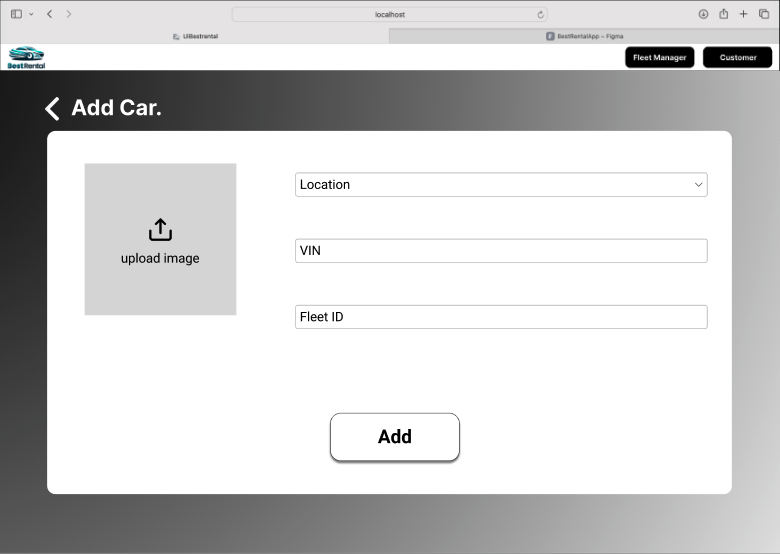 localhost
UiBestrental
BestRentalApp – Figma
BestRental
Fleet Manager
Customer
Add Car.
upload image
Location
VIN
Fleet ID
Add